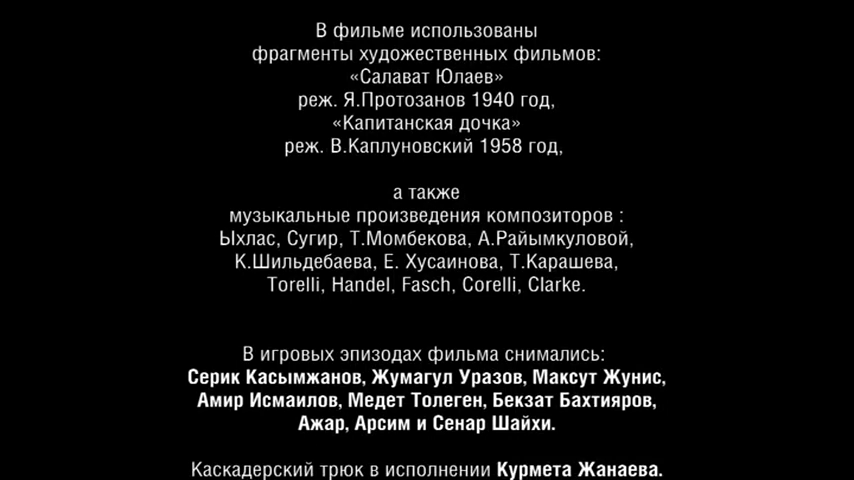 В фильме использованы
фрагменты художественных фильмов:
«Салават Юлаев»
реж. Я.Протозанов 1940 год,
«Капитанская дочка»
реж. В.Каплуновский 1958 год,
а также
музыкальные произведения композиторов :
Ыхлас, Сугир, Т.Момбекова, А.Райымкуловой,
К.Шильдебаева, Е. Хусаинова, Т.Карашева,
Torelli, Handel, Fasch, Corelli, Clarke.
В игровых эпизодах фильма снимались:
Серик Касымжанов, Жумагул Уразов, Максут Жунис,
Амир Исмаилов, Медет Толеген, Бекзат Бахтияров,
Ажар, Арсим и Сенар Шайхи.
Каскадерский трюк в исполнении Курмета Жанаева.